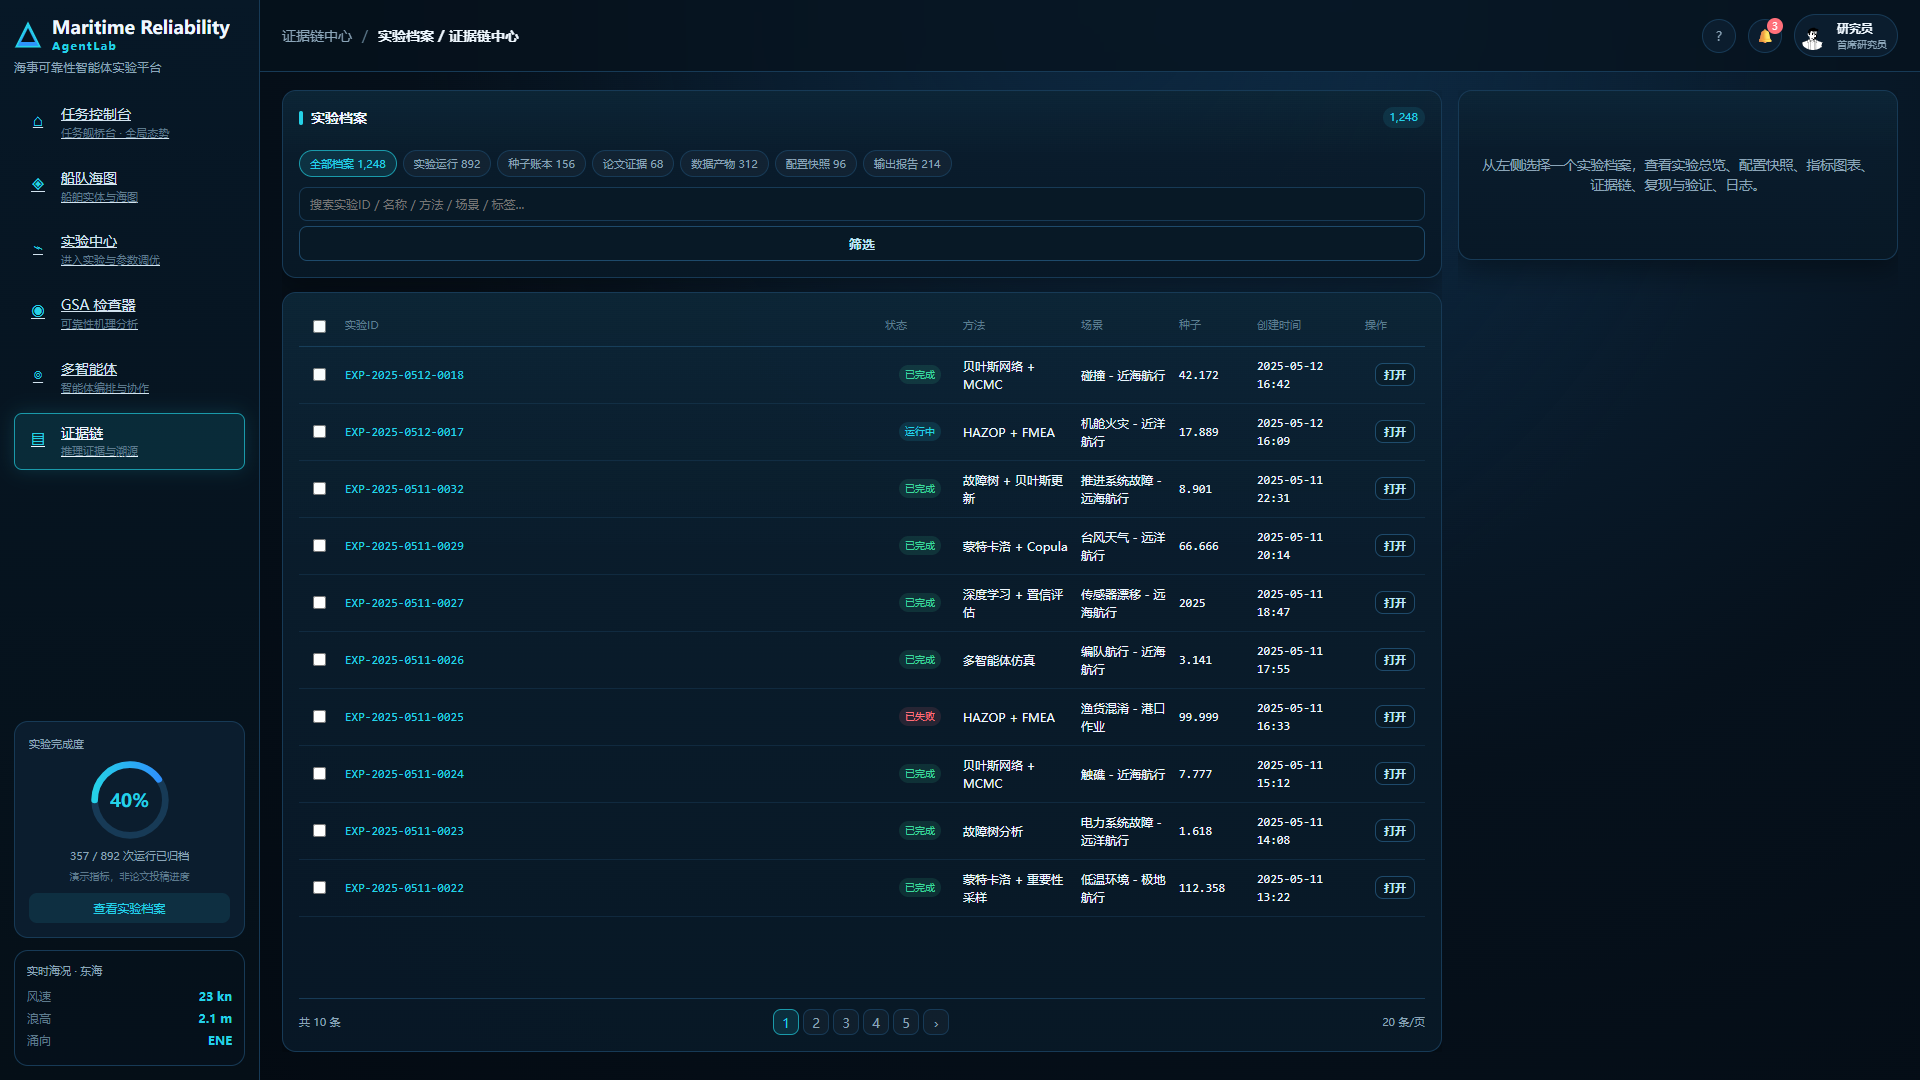 Maritime Reliability
AgentLab
海事可靠性智能体实验平台
任务控制台
任务舰桥台 · 全局态势
船队海图
船舶实体与海图
实验中心
进入实验与参数调优
GSA 检查器
可靠性机理分析
多智能体
智能体编排与协作
证据链
推理证据与溯源
实验完成度
40%
357 / 892 次运行已归档
演示指标，非论文投稿进度
查看实验档案
实时海况 · 东海
风速 23 kn
浪高 2.1 m
涌向 ENE
证据链中心 / 实验档案 / 证据链中心
?
3
研究员
首席研究员
实验档案 1,248
全部档案 1,248 实验运行 892 种子账本 156 论文证据 68 数据产物 312 配置快照 96 输出报告 214
搜索实验ID / 名称 / 方法 / 场景 / 标签...
筛选
实验ID 状态 方法 场景 种子 创建时间 操作
EXP-2025-0512-0018 已完成 贝叶斯网络 + MCMC 碰撞 - 近海航行 42.172 2025-05-12 16:42 打开
EXP-2025-0512-0017 运行中 HAZOP + FMEA 机舱火灾 - 近洋航行 17.889 2025-05-12 16:09 打开
EXP-2025-0511-0032 已完成 故障树 + 贝叶斯更新 推进系统故障 - 远海航行 8.901 2025-05-11 22:31 打开
EXP-2025-0511-0029 已完成 蒙特卡洛 + Copula 台风天气 - 远洋航行 66.666 2025-05-11 20:14 打开
EXP-2025-0511-0027 已完成 深度学习 + 置信评估 传感器漂移 - 远海航行 2025 2025-05-11 18:47 打开
EXP-2025-0511-0026 已完成 多智能体仿真 编队航行 - 近海航行 3.141 2025-05-11 17:55 打开
EXP-2025-0511-0025 已失败 HAZOP + FMEA 渔货混淆 - 港口作业 99.999 2025-05-11 16:33 打开
EXP-2025-0511-0024 已完成 贝叶斯网络 + MCMC 触礁 - 近海航行 7.777 2025-05-11 15:12 打开
EXP-2025-0511-0023 已完成 故障树分析 电力系统故障 - 远洋航行 1.618 2025-05-11 14:08 打开
EXP-2025-0511-0022 已完成 蒙特卡洛 + 重要性采样 低温环境 - 极地航行 112.358 2025-05-11 13:22 打开
共 10 条 1 2 3 4 5 › 20 条/页
从左侧选择一个实验档案，查看实验总览、配置快照、指标图表、
证据链、复现与验证、日志。